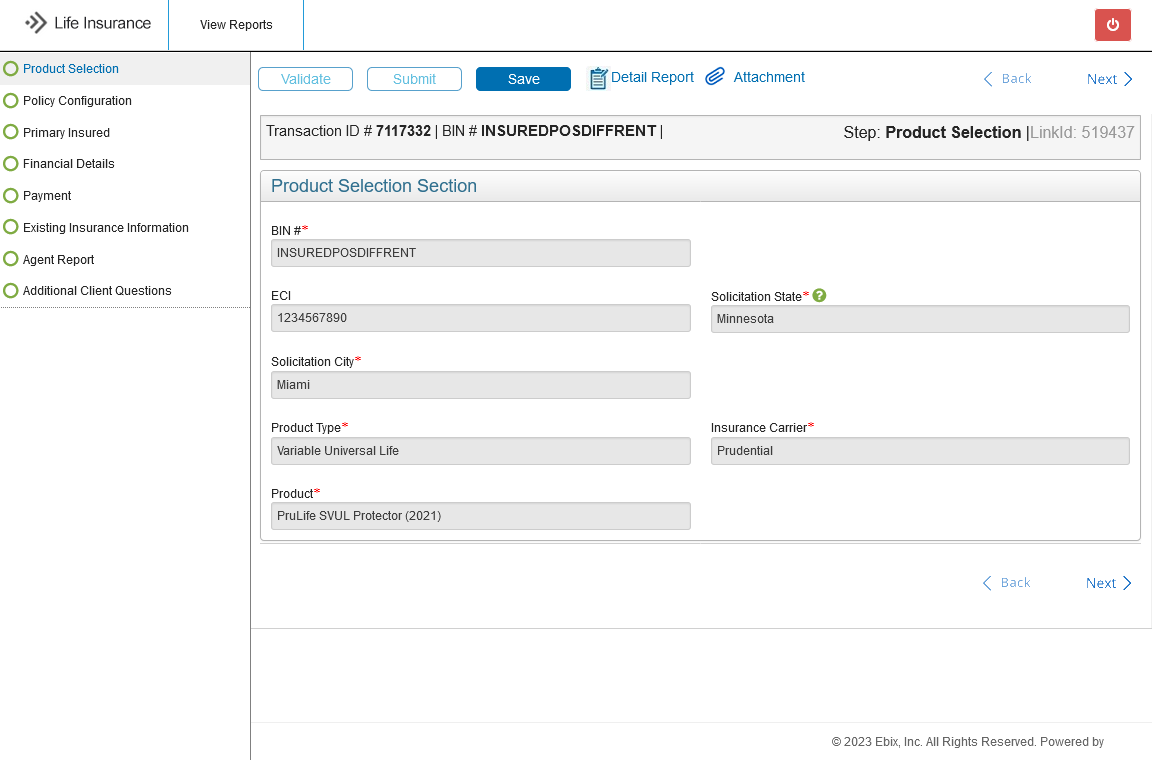 Life Insurance
View Reports
Product Selection
Policy Configuration
Primary Insured
Financial Details
Payment
Existing Insurance Information
Agent Report
Additional Client Questions
Validate
Submit
Save
Detail Report
Attachment
Back
Next
Transaction ID # 7117332 | BIN # INSUREDPOSDIFFRENT |
Step: Product Selection |LinkId: 519437
Product Selection Section
BIN #*
INSUREDPOSDIFFRENT
ECI
1234567890
Solicitation State* ?
Minnesota
Solicitation City*
Miami
Product Type*
Variable Universal Life
Insurance Carrier*
Prudential
Product*
PruLife SVUL Protector (2021)
Back
Next
© 2023 Ebix, Inc. All Rights Reserved. Powered by